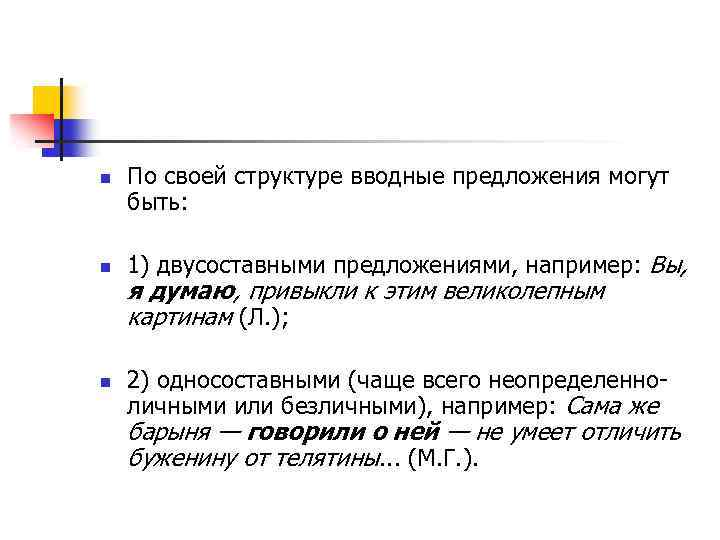 По своей структуре вводные предложения могут
быть:
1) двусоставными предложениями, например: Вы,
я думаю, привыкли к этим великолепным
картинам (Л. );
2) односоставными (чаще всего неопределенно-
личными или безличными), например: Сама же
барыня — говорили о ней — не умеет отличить
буженину от телятины... (М.Г. ).